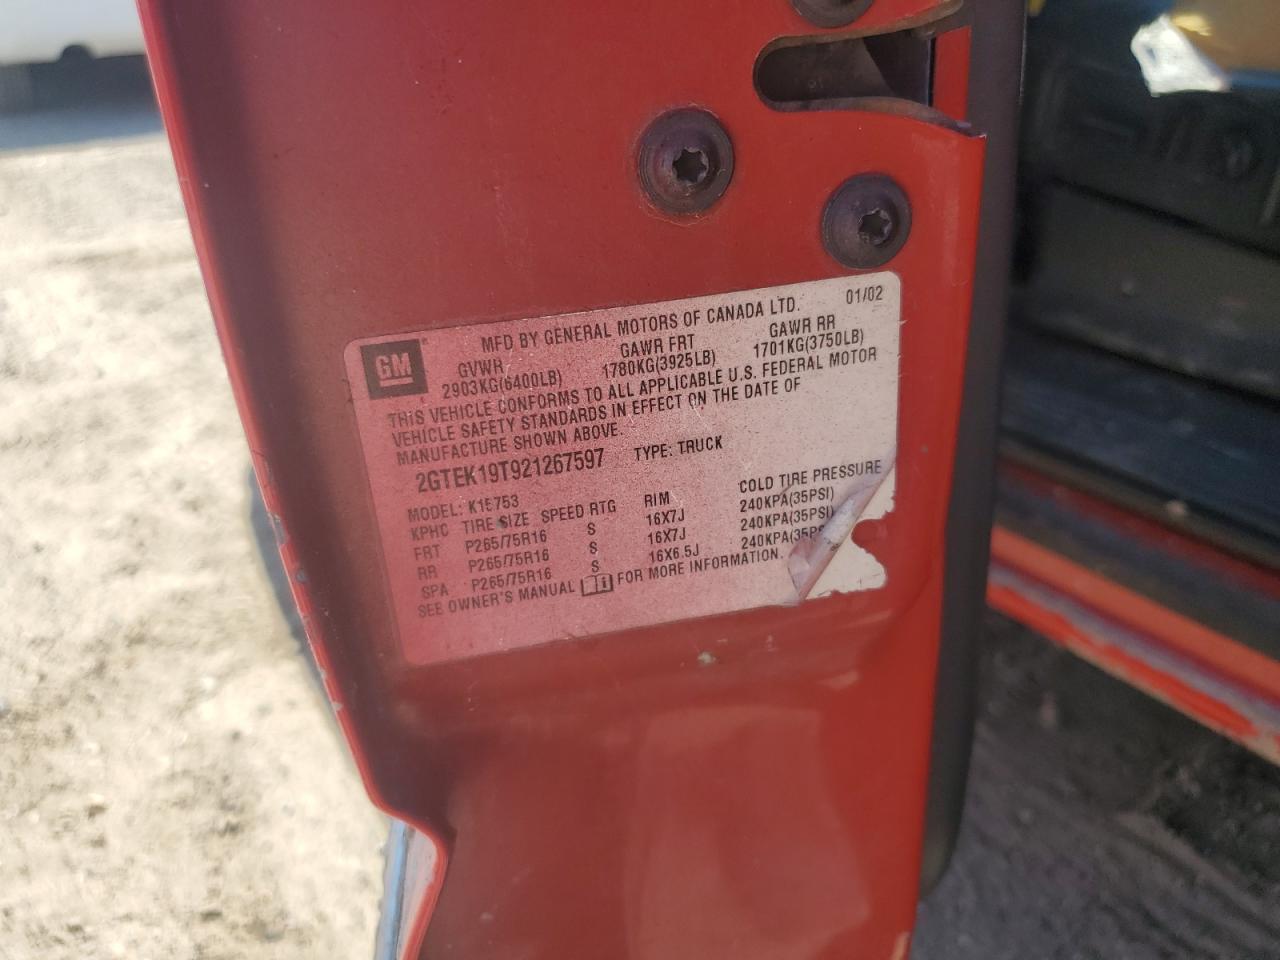 MFD BY GENERAL MOTORS OF CANADA LTD. 01/02
GM
GVWR GAWR FRT GAWR RR
2903KG(6400LB) 1780KG(3925LB) 1701KG(3750LB)
THIS VEHICLE CONFORMS TO ALL APPLICABLE U.S. FEDERAL MOTOR
VEHICLE SAFETY STANDARDS IN EFFECT ON THE DATE OF
MANUFACTURE SHOWN ABOVE.
2GTEK19T921267597 TYPE: TRUCK
MODEL: K15753
KPHC TIRE SIZE SPEED RTG RIM COLD TIRE PRESSURE
FRT P265/75R16 S 16X7J 240KPA(35PSI)
RR P265/75R16 S 16X7J 240KPA(35PSI)
SPA P265/75R16 S 16X6.5J 240KPA(35PS
SEE OWNER'S MANUAL FOR MORE INFORMATION.